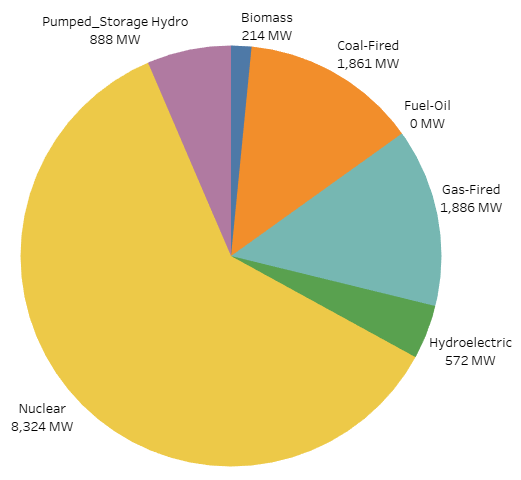 Pumped_Storage Hydro
888 MW
Biomass
214 MW
Coal-Fired
1,861 MW
Fuel-Oil
0 MW
Gas-Fired
1,886 MW
Hydroelectric
572 MW
Nuclear
8,324 MW